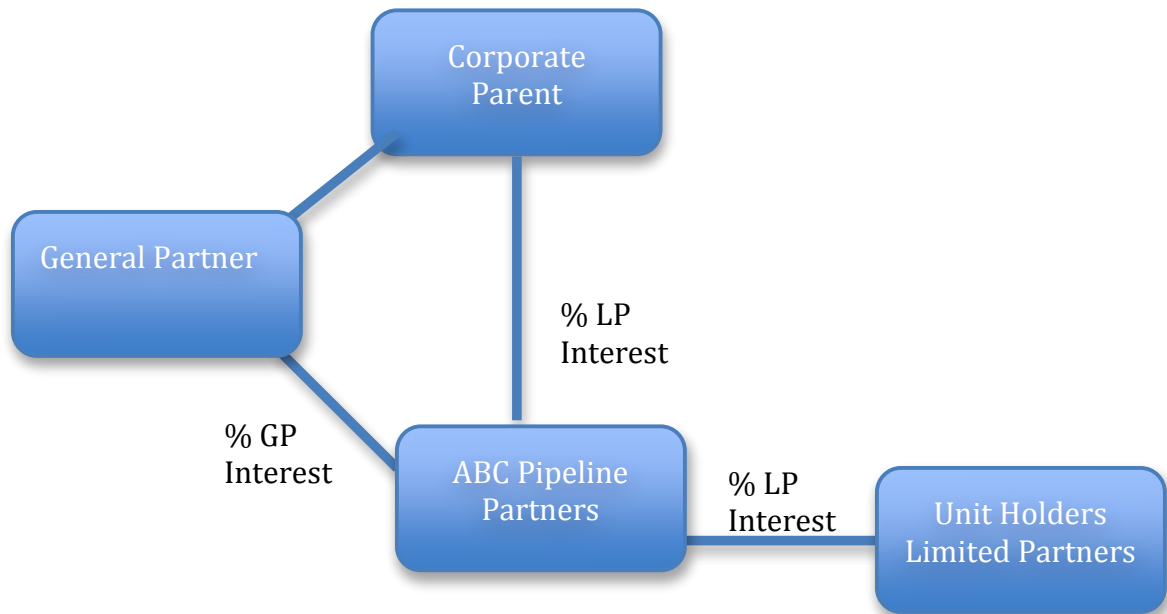 Corporate
Parent
General Partner
% LP
Interest
% GP
Interest
ABC Pipeline
Partners
% LP
Interest
Unit Holders
Limited Partners